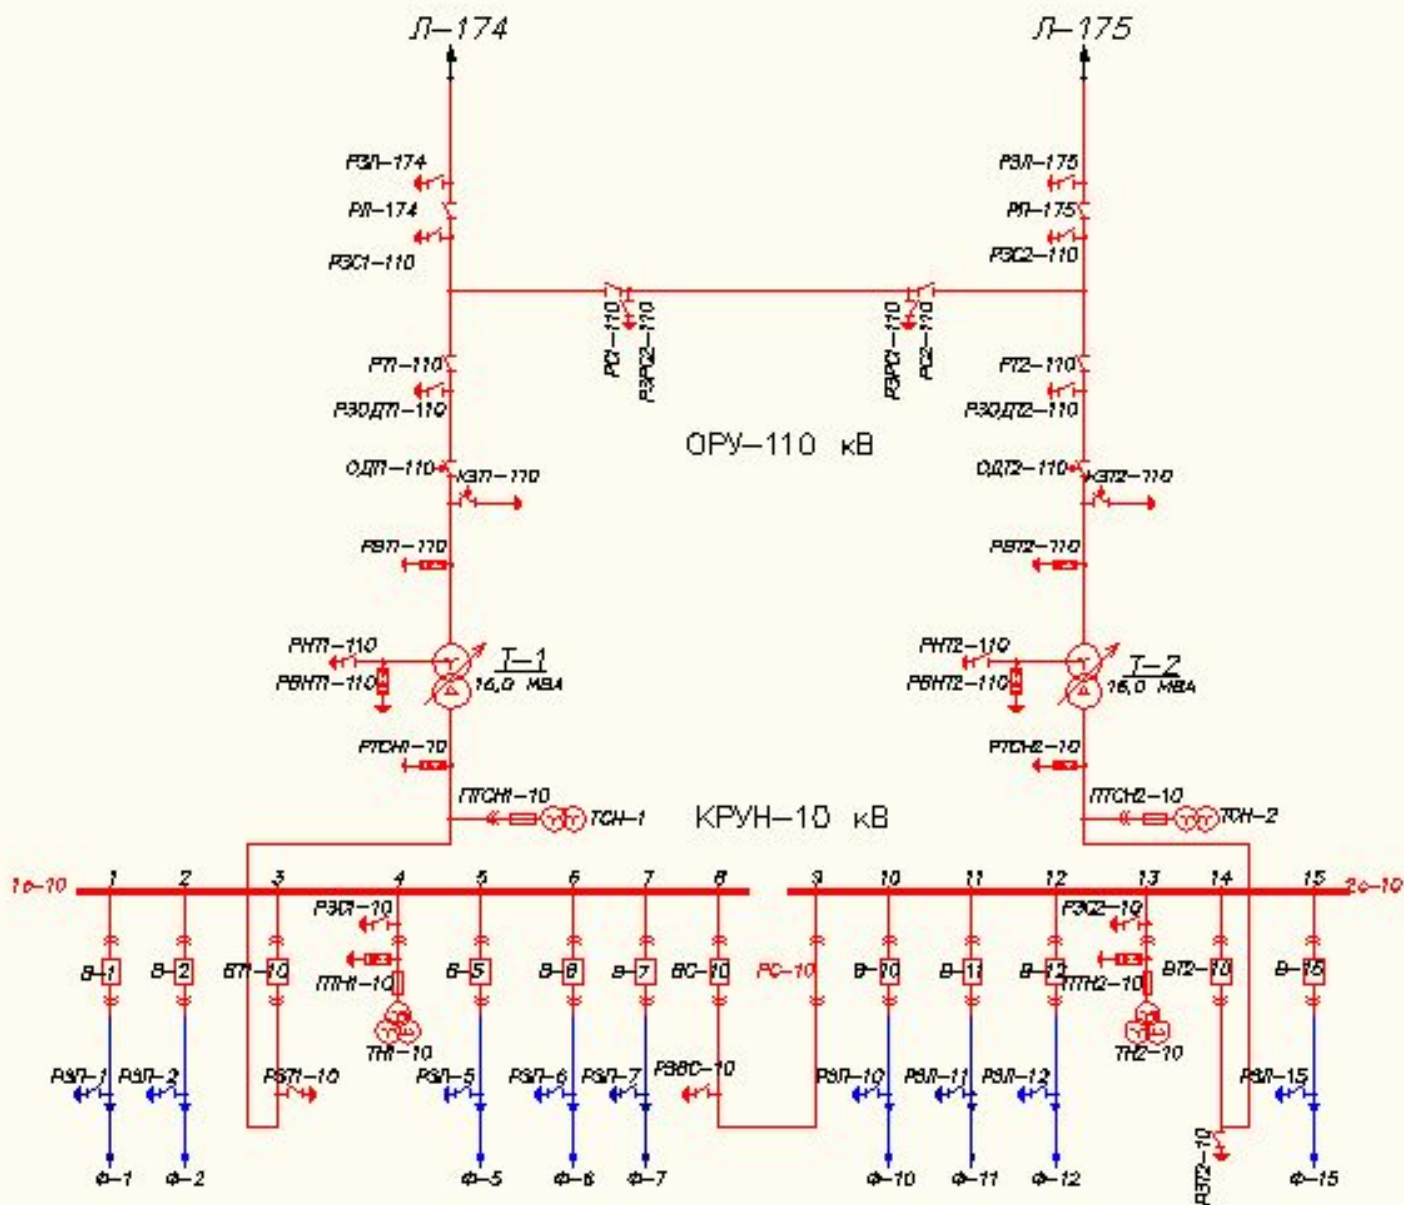 Л-174 Л-175
РЗЛ-174 РЗЛ-175
РЛ-174 РЛ-175
РЗС1-110 РЗС2-110
РС1-110
РЗРС2-110
РЗРС1-110
РС2-110
РТ1-110 РТ2-110
РЗОДТ1-110 РЗОДТ2-110
ОРУ-110 кВ
ОДТ1-110 ОДТ2-110
КЗТ1-110 КЗТ2-110
РВТ1-110 РВТ2-110
РНТ1-110 РНТ2-110
Т-1 Т-2
16,0 МВА 16,0 МВА
РВНТ1-110 РВНТ2-110
РТСН1-10 РТСН2-10
ПТСН1-10 ПТСН2-10
ТСН-1 КРУН-10 кВ ТСН-2
1с-10 1 2 3 4 5 6 7 8 9 10 11 12 13 14 15 2с-10
РЗС1-10 РЗС2-10
В-1 В-2 ВТ1-10 ПТН1-10 В-5 В-6 В-7 ВС-10 РС-10 В-10 В-11 В-12 ПТН2-10 ВТ2-10 В-15
ТН1-10 ТН2-10
РЗЛ-1 РЗЛ-2 РЗТ1-10 РЗЛ-5 РЗЛ-6 РЗЛ-7 РЗВС-10 РЗЛ-10 РЗЛ-11 РЗЛ-12 РЗЛ-15
РЗТ2-10
Ф-1 Ф-2 Ф-5 Ф-6 Ф-7 Ф-10 Ф-11 Ф-12 Ф-15